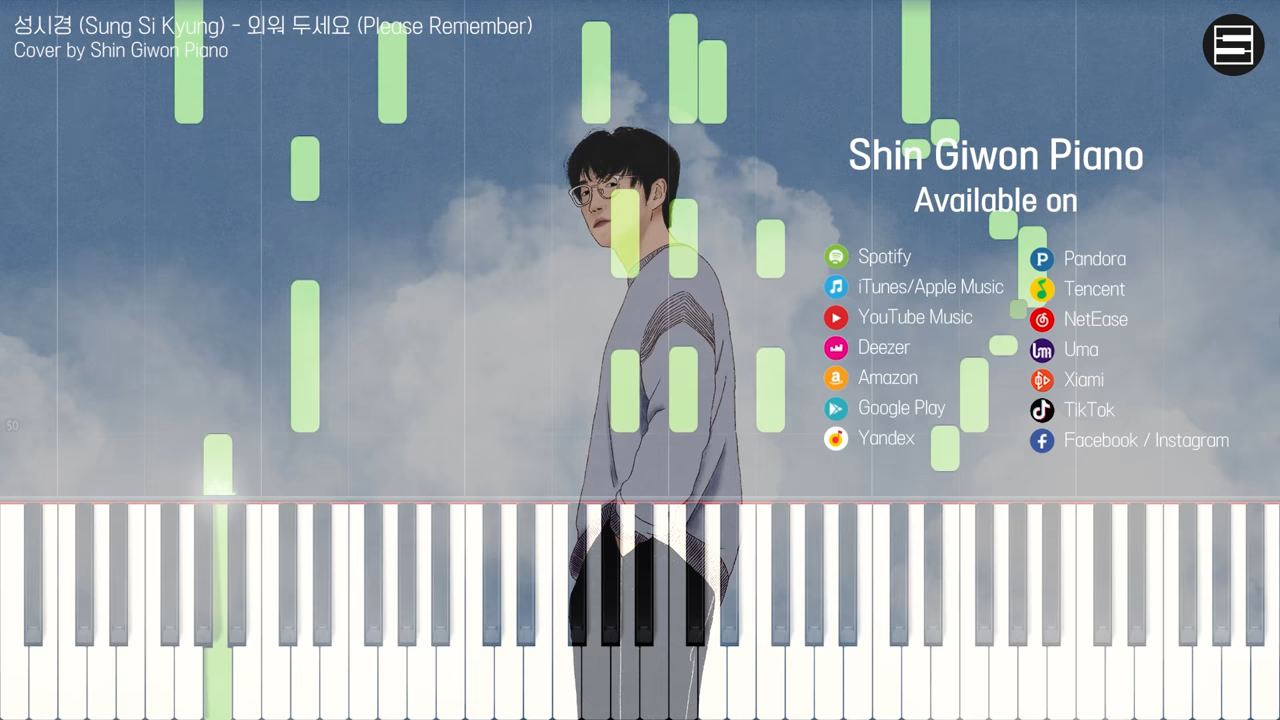 성시경 (Sung Si Kyung) - 외워 두세요 (Please Remember)
Cover by Shin Giwon Piano
Shin Giwon Piano
Available on
Spotify
iTunes/Apple Music
YouTube Music
Deezer
Amazon
Google Play
Yandex
Pandora
Tencent
NetEase
Uma
Xiami
TikTok
Facebook / Instagram
50